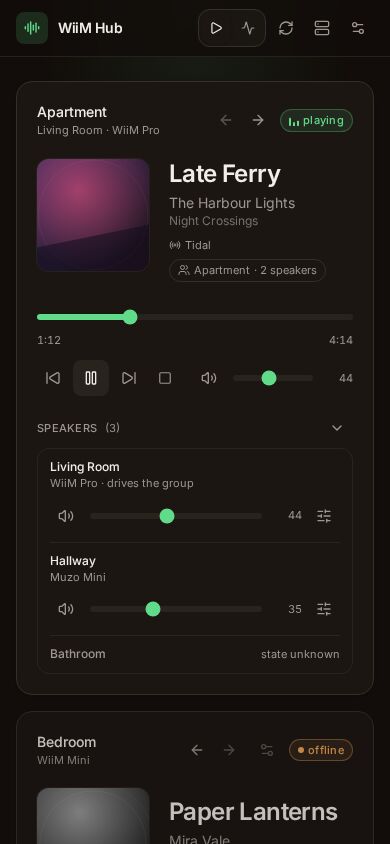 WiiM Hub
Apartment
Living Room · WiiM Pro
playing
Late Ferry
The Harbour Lights
Night Crossings
Tidal
Apartment · 2 speakers
1:12
4:14
44
SPEAKERS (3)
Living Room
WiiM Pro · drives the group
44
Hallway
Muzo Mini
35
Bathroom
state unknown
Bedroom
WiiM Mini
offline
Paper Lanterns
Mira Vale